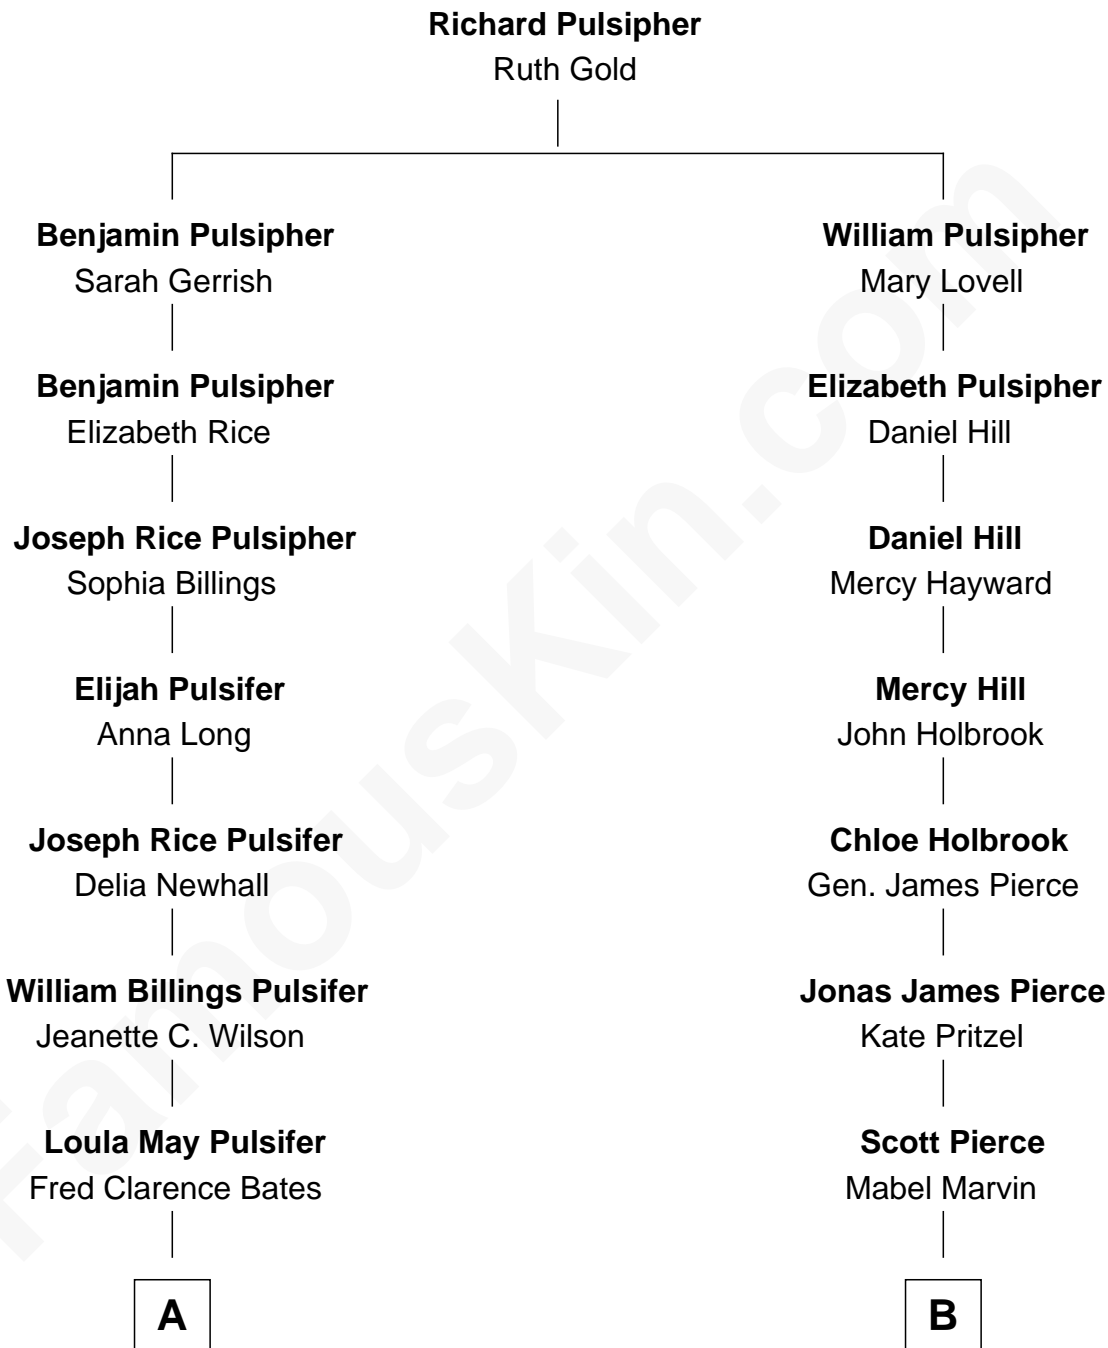 Richard Pulsipher
Ruth Gold
Benjamin Pulsipher
Sarah Gerrish
William Pulsipher
Mary Lovell
Benjamin Pulsipher
Elizabeth Rice
Elizabeth Pulsipher
Daniel Hill
Joseph Rice Pulsipher
Sophia Billings
Daniel Hill
Mercy Hayward
Elijah Pulsifer
Anna Long
Mercy Hill
John Holbrook
Joseph Rice Pulsifer
Delia Newhall
Chloe Holbrook
Gen. James Pierce
William Billings Pulsifer
Jeanette C. Wilson
Jonas James Pierce
Kate Pritzel
Loula May Pulsifer
Fred Clarence Bates
Scott Pierce
Mabel Marvin
A
B
FamousKin.com